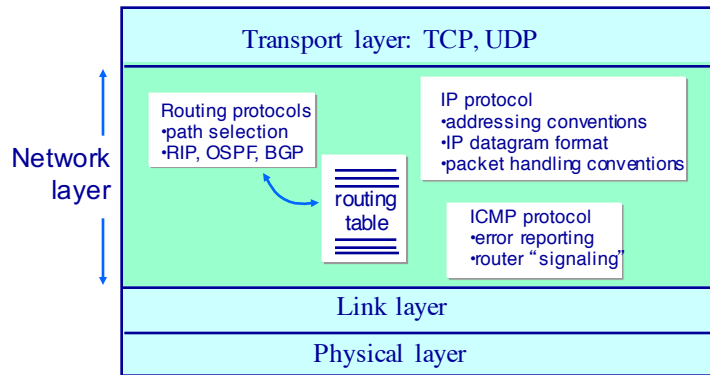 Transport layer: TCP, UDP
Network
layer
Routing protocols
•path selection
•RIP, OSPF, BGP
routing
table
IP protocol
•addressing conventions
•IP datagram format
•packet handling conventions
ICMP protocol
•error reporting
•router “signaling”
Link layer
Physical layer